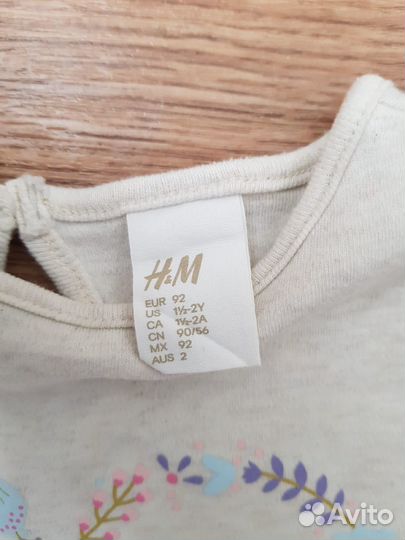 H&M
EUR 92
US 1½-2Y
CA 1½-2A
CN 90/56
MX 92
AUS 2
Avito